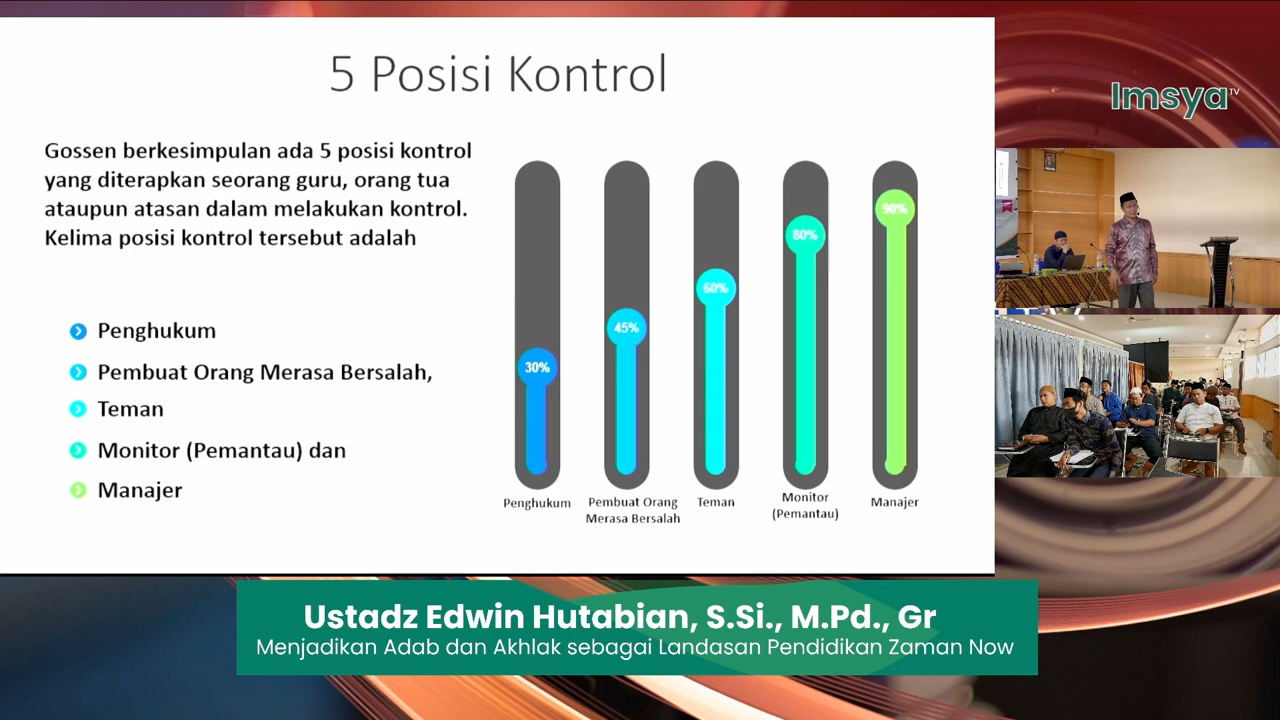 5 Posisi Kontrol
Imsya TV
Gossen berkesimpulan ada 5 posisi kontrol
yang diterapkan seorang guru, orang tua
ataupun atasan dalam melakukan kontrol.
Kelima posisi kontrol tersebut adalah
Penghukum
Pembuat Orang Merasa Bersalah,
Teman
Monitor (Pemantau) dan
Manajer
30%
45%
60%
80%
90%
Penghukum
Pembuat Orang
Merasa Bersalah
Teman
Monitor
(Pemantau)
Manajer
Ustadz Edwin Hutabian, S.Si., M.Pd., Gr
Menjadikan Adab dan Akhlak sebagai Landasan Pendidikan Zaman Now